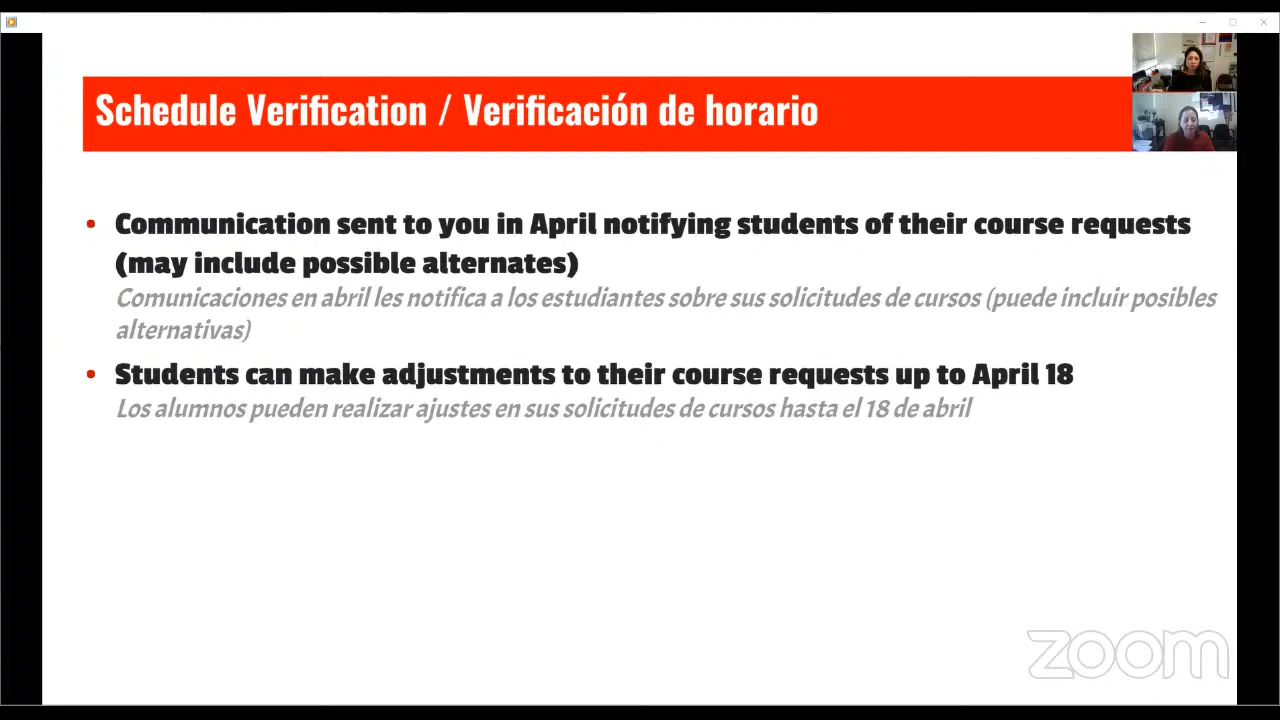 Schedule Verification / Verificación de horario
• Communication sent to you in April notifying students of their course requests
(may include possible alternates)
Comunicaciones en abril les notifica a los estudiantes sobre sus solicitudes de cursos (puede incluir posibles
alternativas)
• Students can make adjustments to their course requests up to April 18
Los alumnos pueden realizar ajustes en sus solicitudes de cursos hasta el 18 de abril
zoom